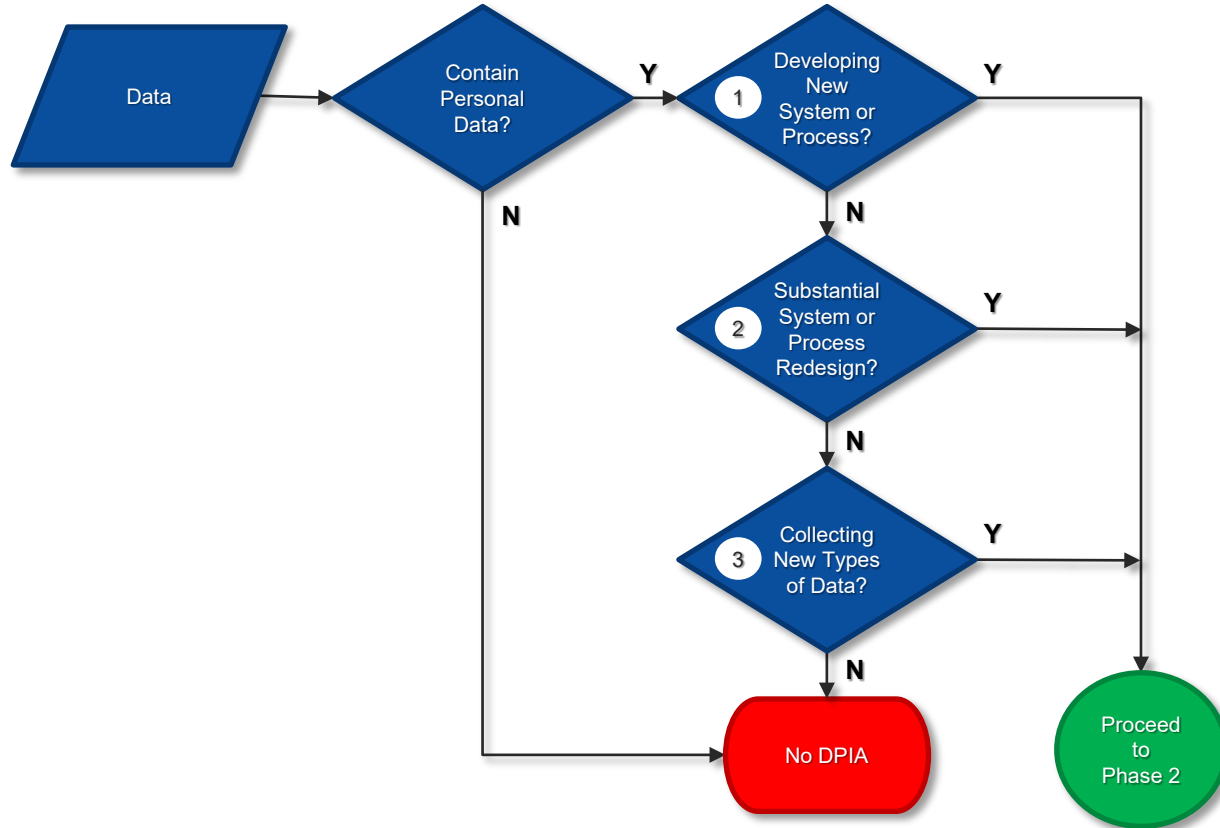 Data
Contain
Personal
Data?
Y
N
1
Developing
New
System or
Process?
Y
N
2
Substantial
System or
Process
Redesign?
Y
N
3
Collecting
New Types
of Data?
Y
N
No DPIA
Proceed
to
Phase 2